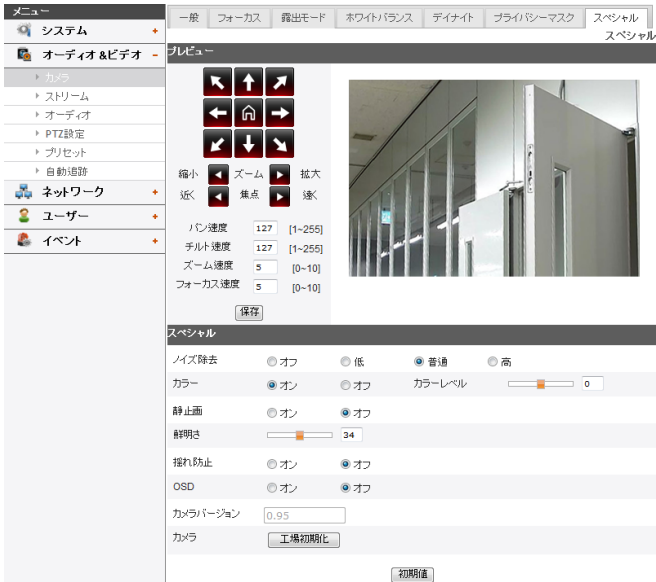 メニュー
システム +
オーディオ&ビデオ -
カメラ
ストリーム
オーディオ
PTZ設定
プリセット
自動追跡
ネットワーク +
ユーザー +
イベント +
一般 フォーカス 露出モード ホワイトバランス デイナイト プライバシーマスク スペシャル
スペシャル
プレビュー
縮小 ズーム 拡大
近く 焦点 遠く
パン速度 127 [1~255]
チルト速度 127 [1~255]
ズーム速度 5 [0~10]
フォーカス速度 5 [0~10]
保存
スペシャル
ノイズ除去 オフ 低 普通 高
カラー オン オフ カラーレベル 0
静止画 オン オフ
鮮明さ 34
揺れ防止 オン オフ
OSD オン オフ
カメラバージョン 0.95
カメラ 工場初期化
初期値